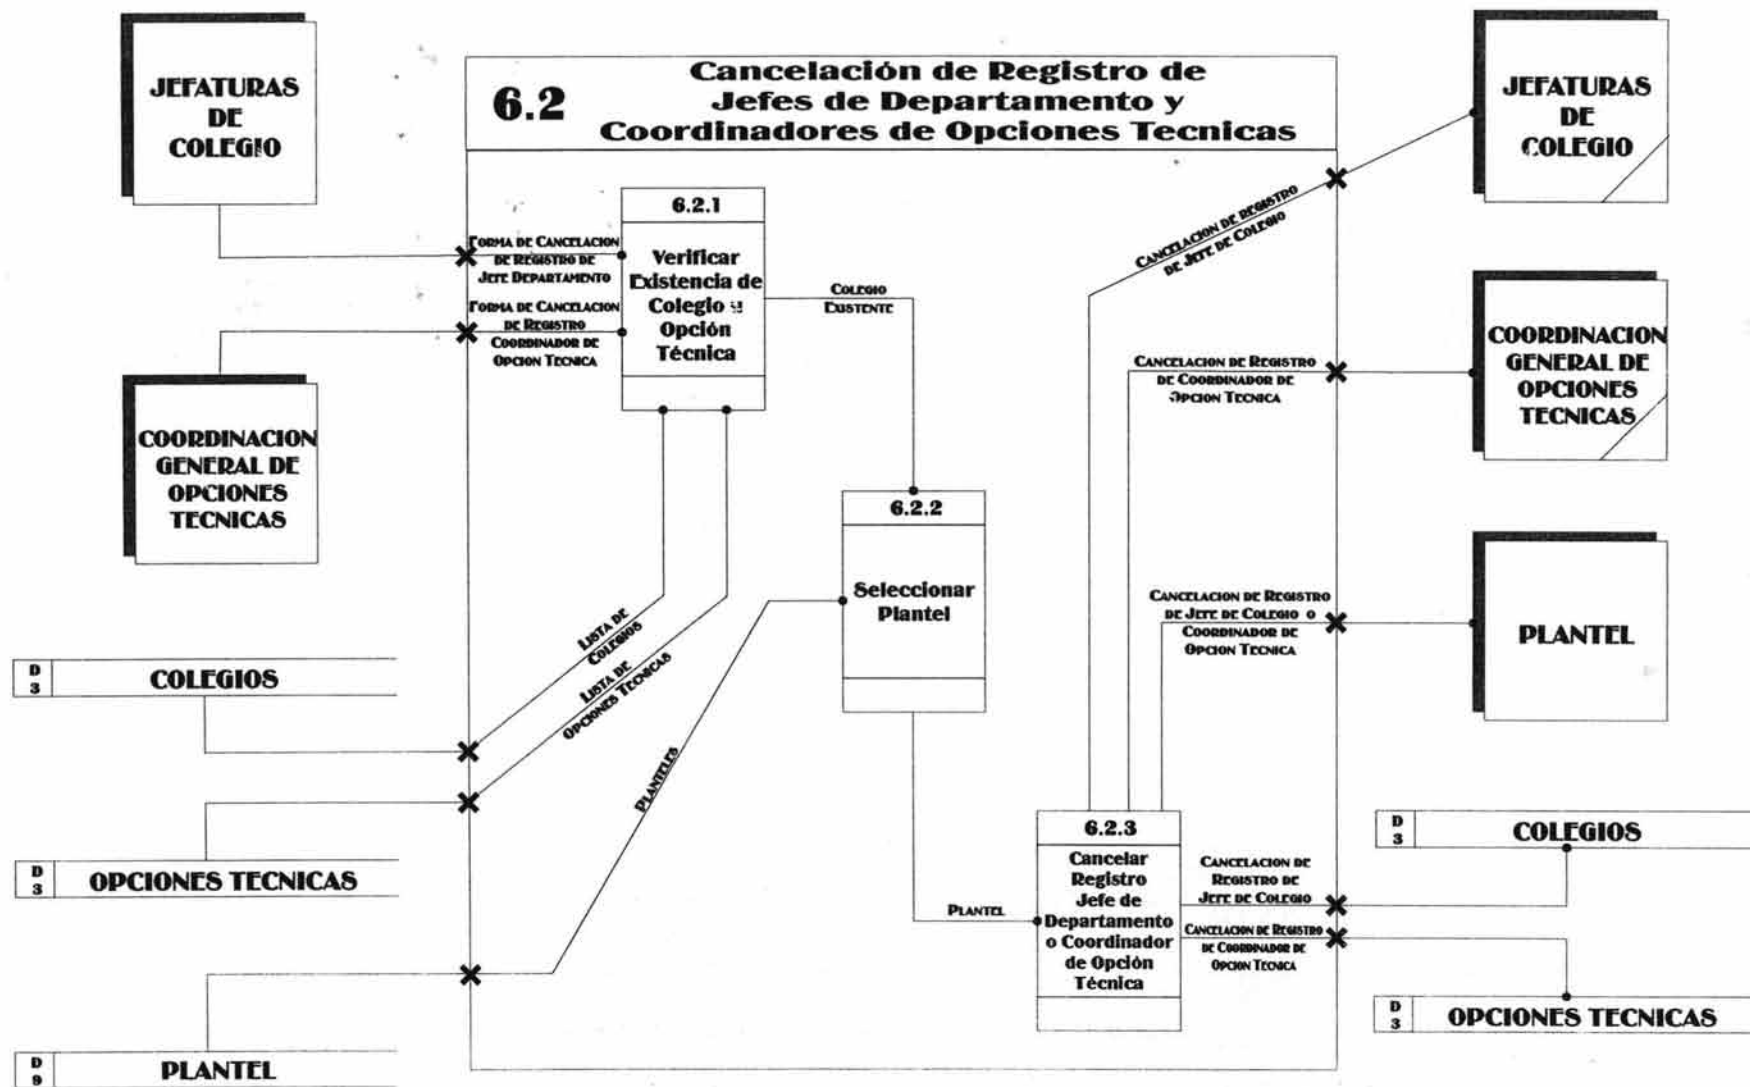 6.2
Cancelación de Registro de
Jefes de Departamento y
Coordinadores de Opciones Tecnicas
JEFATURAS
DE
COLEGIO
COORDINACION
GENERAL DE
OPCIONES
TECNICAS
FORMA DE CANCELACION
DE REGISTRO DE
JEFE DEPARTAMENTO
FORMA DE CANCELACION
DE REGISTRO
COORDINADOR DE
OPCION TECNICA
6.2.1
Verificar
Existencia de
Colegio
Opción
Técnica
COLEGIO
EXISTENTE
6.2.2
Seleccionar
Plantel
LISTA DE
COLEGIOS
LISTA DE
OPCIONES TECNICAS
PLANTELES
D
3
COLEGIOS
D
3
OPCIONES TECNICAS
D
9
PLANTEL
PLANTEL
6.2.3
Cancelar
Registro
Jefe de
Departamento
o Coordinador
de Opción
Técnica
CANCELACION DE REGISTRO
DE JEFE DE COLEGIO
CANCELACION DE REGISTRO
DE COORDINADOR DE
OPCION TECNICA
CANCELACION DE REGISTRO
DE JEFE DE COLEGIO O
COORDINADOR DE
OPCION TECNICA
CANCELACION DE
REGISTRO DE
JEFE DE COLEGIO
CANCELACION DE REGISTRO
DE COORDINADOR DE
OPCION TECNICA
JEFATURAS
DE
COLEGIO
COORDINACION
GENERAL DE
OPCIONES
TECNICAS
PLANTEL
D
3
COLEGIOS
D
3
OPCIONES TECNICAS